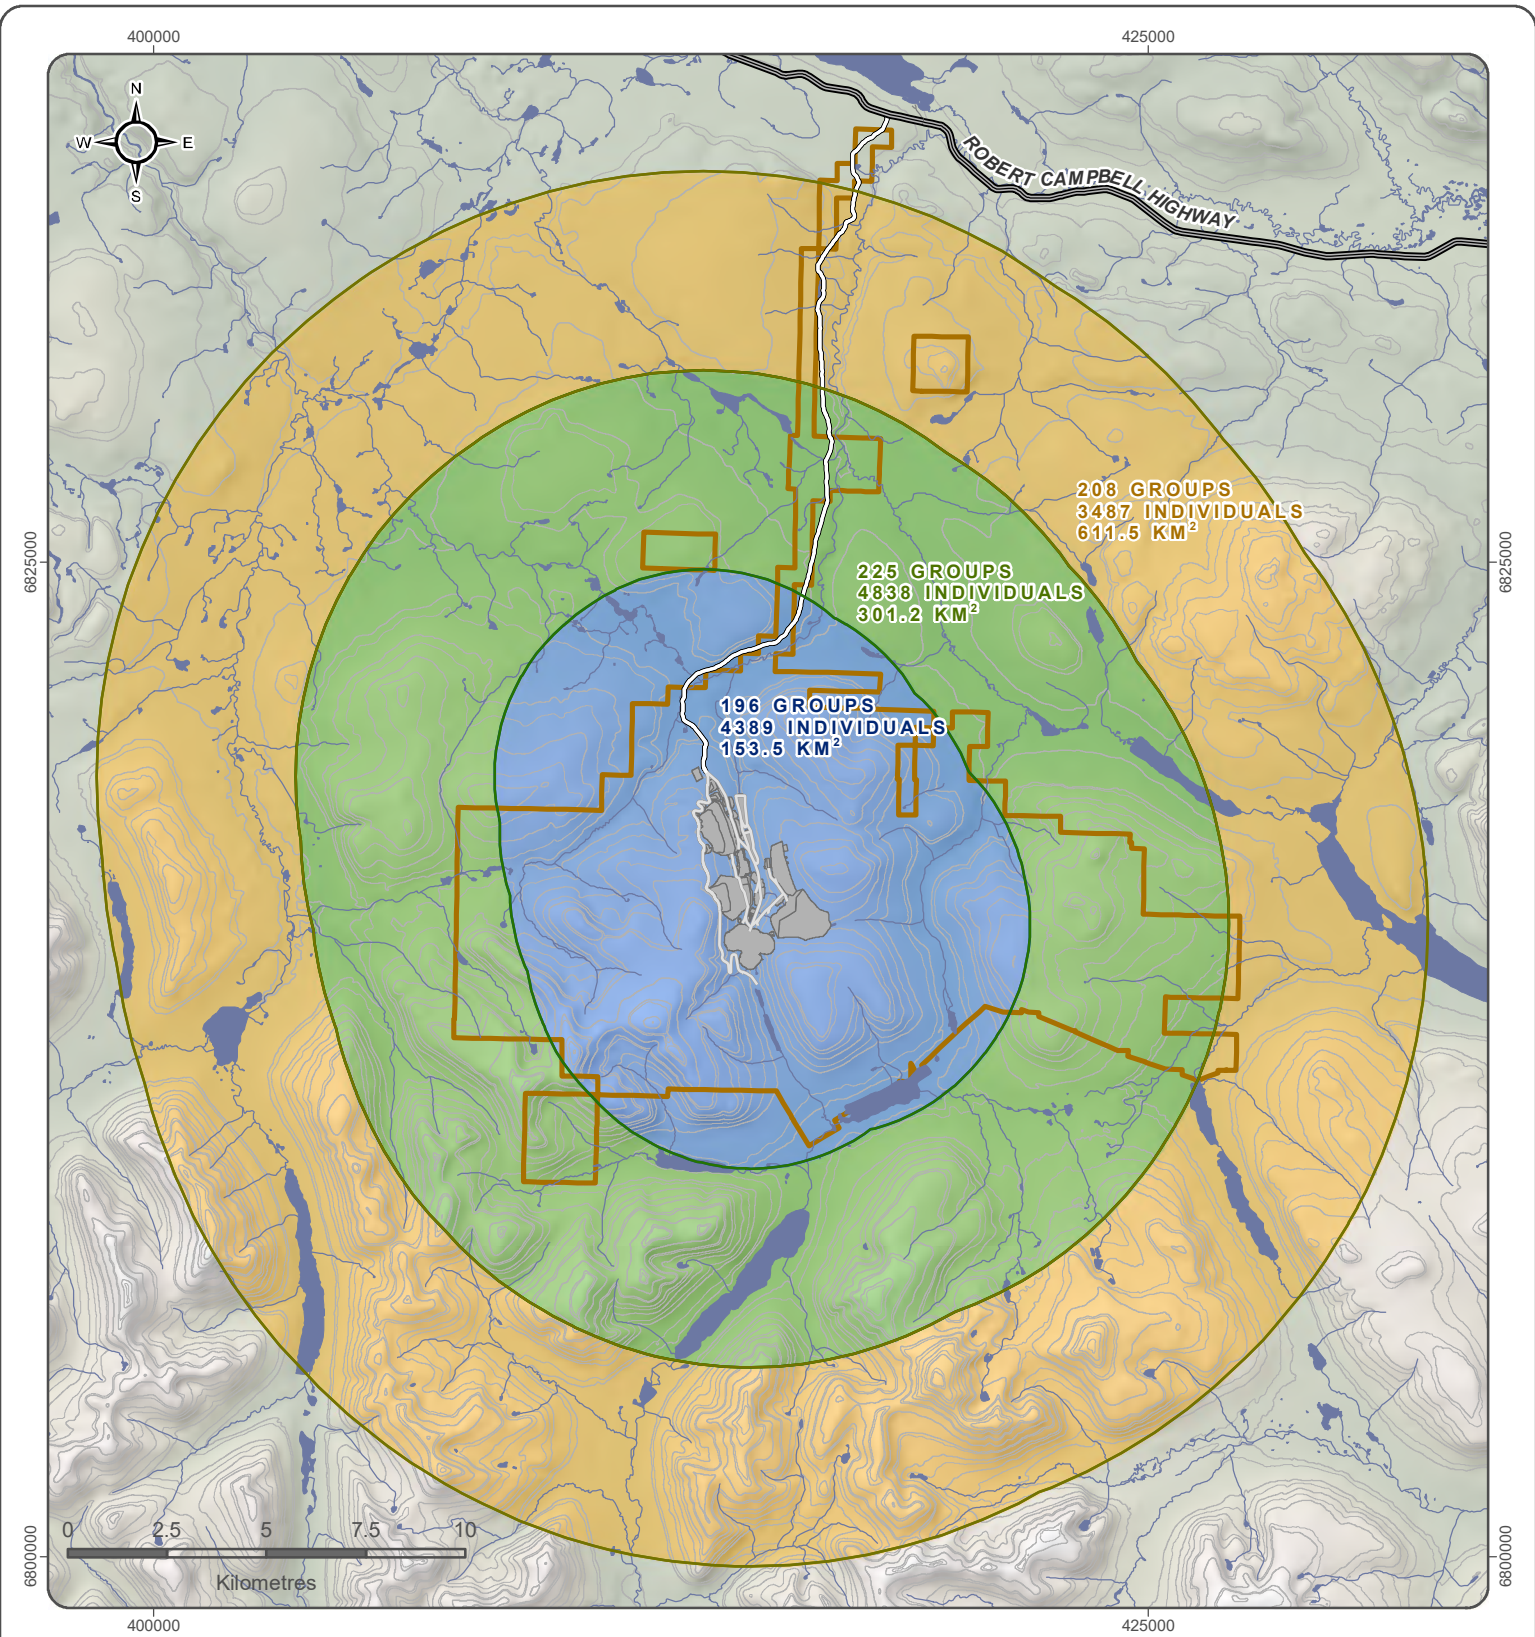 400000 425000
N
W E
S
ROBERT CAMPBELL HIGHWAY
208 GROUPS
3487 INDIVIDUALS
611.5 KM²
6825000 6825000
225 GROUPS
4838 INDIVIDUALS
301.2 KM²
196 GROUPS
4389 INDIVIDUALS
153.5 KM²
0 2.5 5 7.5 10
Kilometres
6800000 6800000
400000 425000